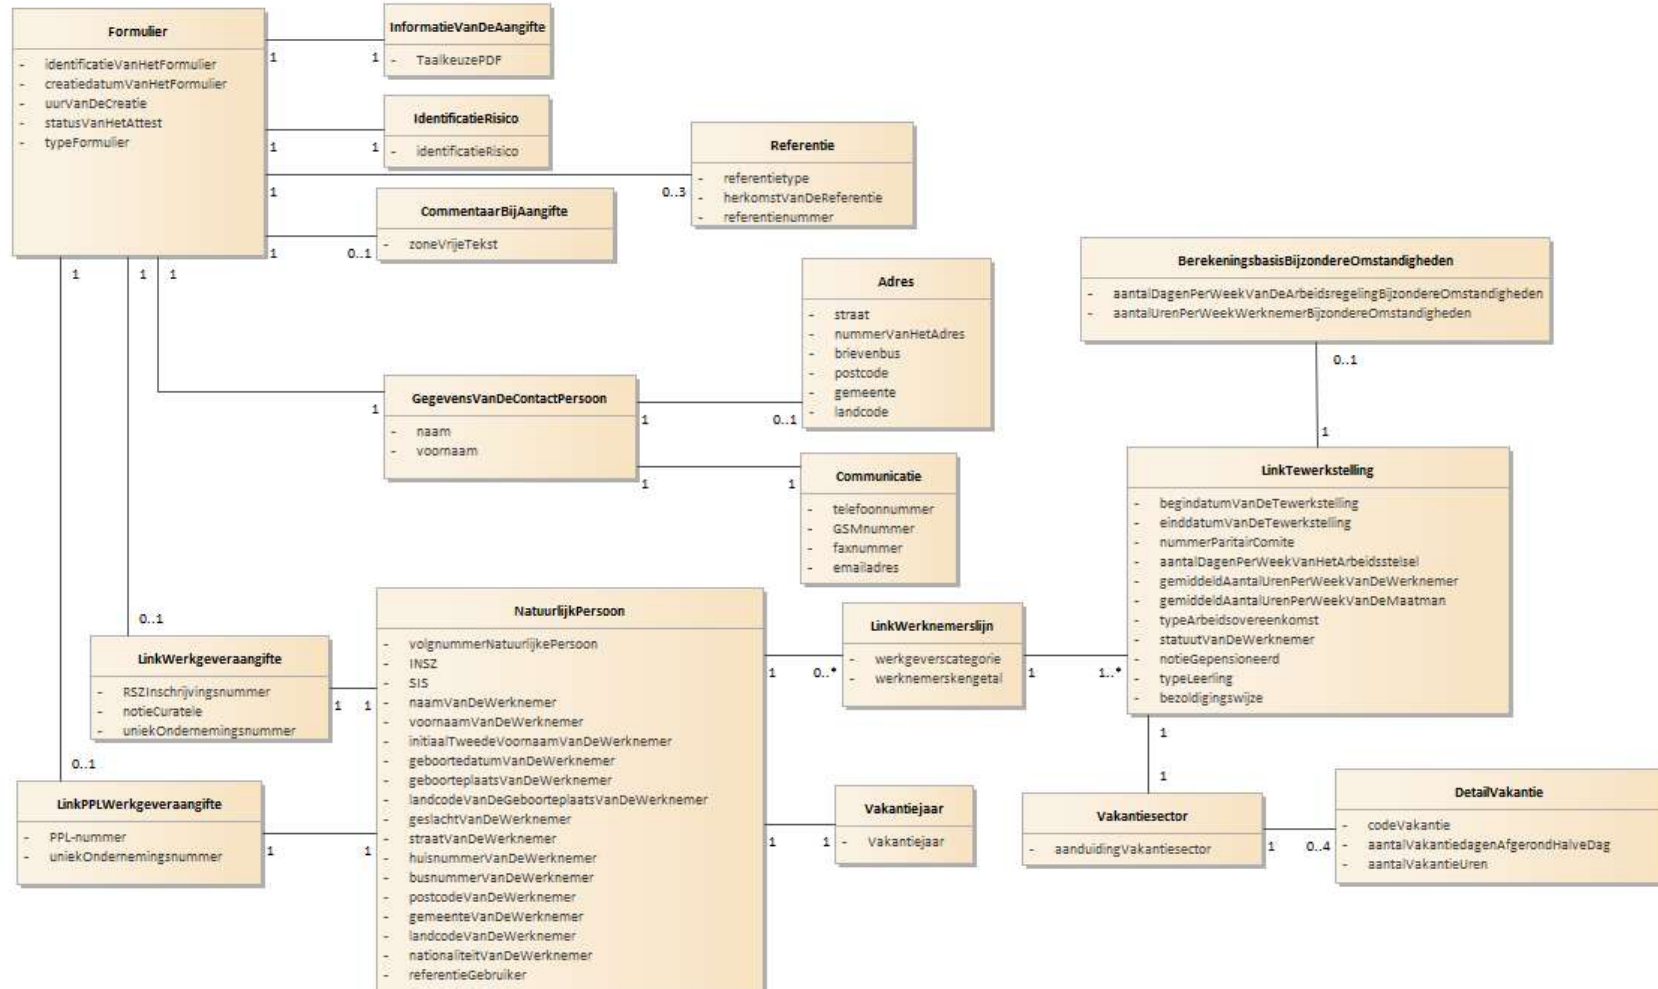 Formulier
- identificatieVanHetFormulier
- creatiedatumVanHetFormulier
- uurVanDeCreatie
- statusVanHetAttest
- typeFormulier
InformatieVanDeAangifte
- TaalkeuzePDF
1 1
IdentificatieRisico
- identificatieRisico
1 1
Referentie
- referentietype
- herkomstVanDeReferentie
- referentienummer
1 0..3
CommentaarBijAangifte
- zoneVrijeTekst
1 0..1
1 1 1
Adres
- straat
- nummerVanHetAdres
- brievenbus
- postcode
- gemeente
- landcode
BerekeningsbasisBijzondereOmstandigheden
- aantalDagenPerWeekVanDeArbeidsregelingBijzondereOmstandigheden
- aantalUrenPerWeekWerknemerBijzondereOmstandigheden
0..1
1
GegevensVanDeContactPersoon
- naam
- voornaam
1
1 0..1
1 1
Communicatie
- telefoonnummer
- GSMnummer
- faxnummer
- emailadres
LinkTewerkstelling
- begindatumVanDeTewerkstelling
- einddatumVanDeTewerkstelling
- nummerParitairComite
- aantalDagenPerWeekVanHetArbeidsstelsel
- gemiddeldAantalUrenPerWeekVanDeWerknemer
- gemiddeldAantalUrenPerWeekVanDeMaatman
- typeArbeidsovereenkomst
- statuutVanDeWerknemer
- notieGepensioneerd
- typeLeerling
- bezoldigingswijze
0..1
LinkWerkgeveraangifte
- RSZInschrijvingsnummer
- notieCuratele
- uniekOndernemingsnummer
1 1
0..1
LinkPPLWerkgeveraangifte
- PPL-nummer
- uniekOndernemingsnummer
1 1
NatuurlijkPersoon
- volgnummerNatuurlijkePersoon
- INSZ
- SIS
- naamVanDeWerknemer
- voornaamVanDeWerknemer
- initiaalTweedeVoornaamVanDeWerknemer
- geboortedatumVanDeWerknemer
- geboorteplaatsVanDeWerknemer
- landcodeVanDeGeboorteplaatsVanDeWerknemer
- geslachtVanDeWerknemer
- straatVanDeWerknemer
- huisnummerVanDeWerknemer
- busnummerVanDeWerknemer
- postcodeVanDeWerknemer
- gemeenteVanDeWerknemer
- landcodeVanDeWerknemer
- nationaliteitVanDeWerknemer
- referentieGebruiker
1 0..*
LinkWerknemerslijn
- werkgeverscategorie
- werknemerskengetal
1 1..*
1 1
Vakantiejaar
- Vakantiejaar
1
1
Vakantiesector
- aanduidingVakantiesector
1 0..4
DetailVakantie
- codeVakantie
- aantalVakantiedagenAfgerondHalveDag
- aantalVakantieUren